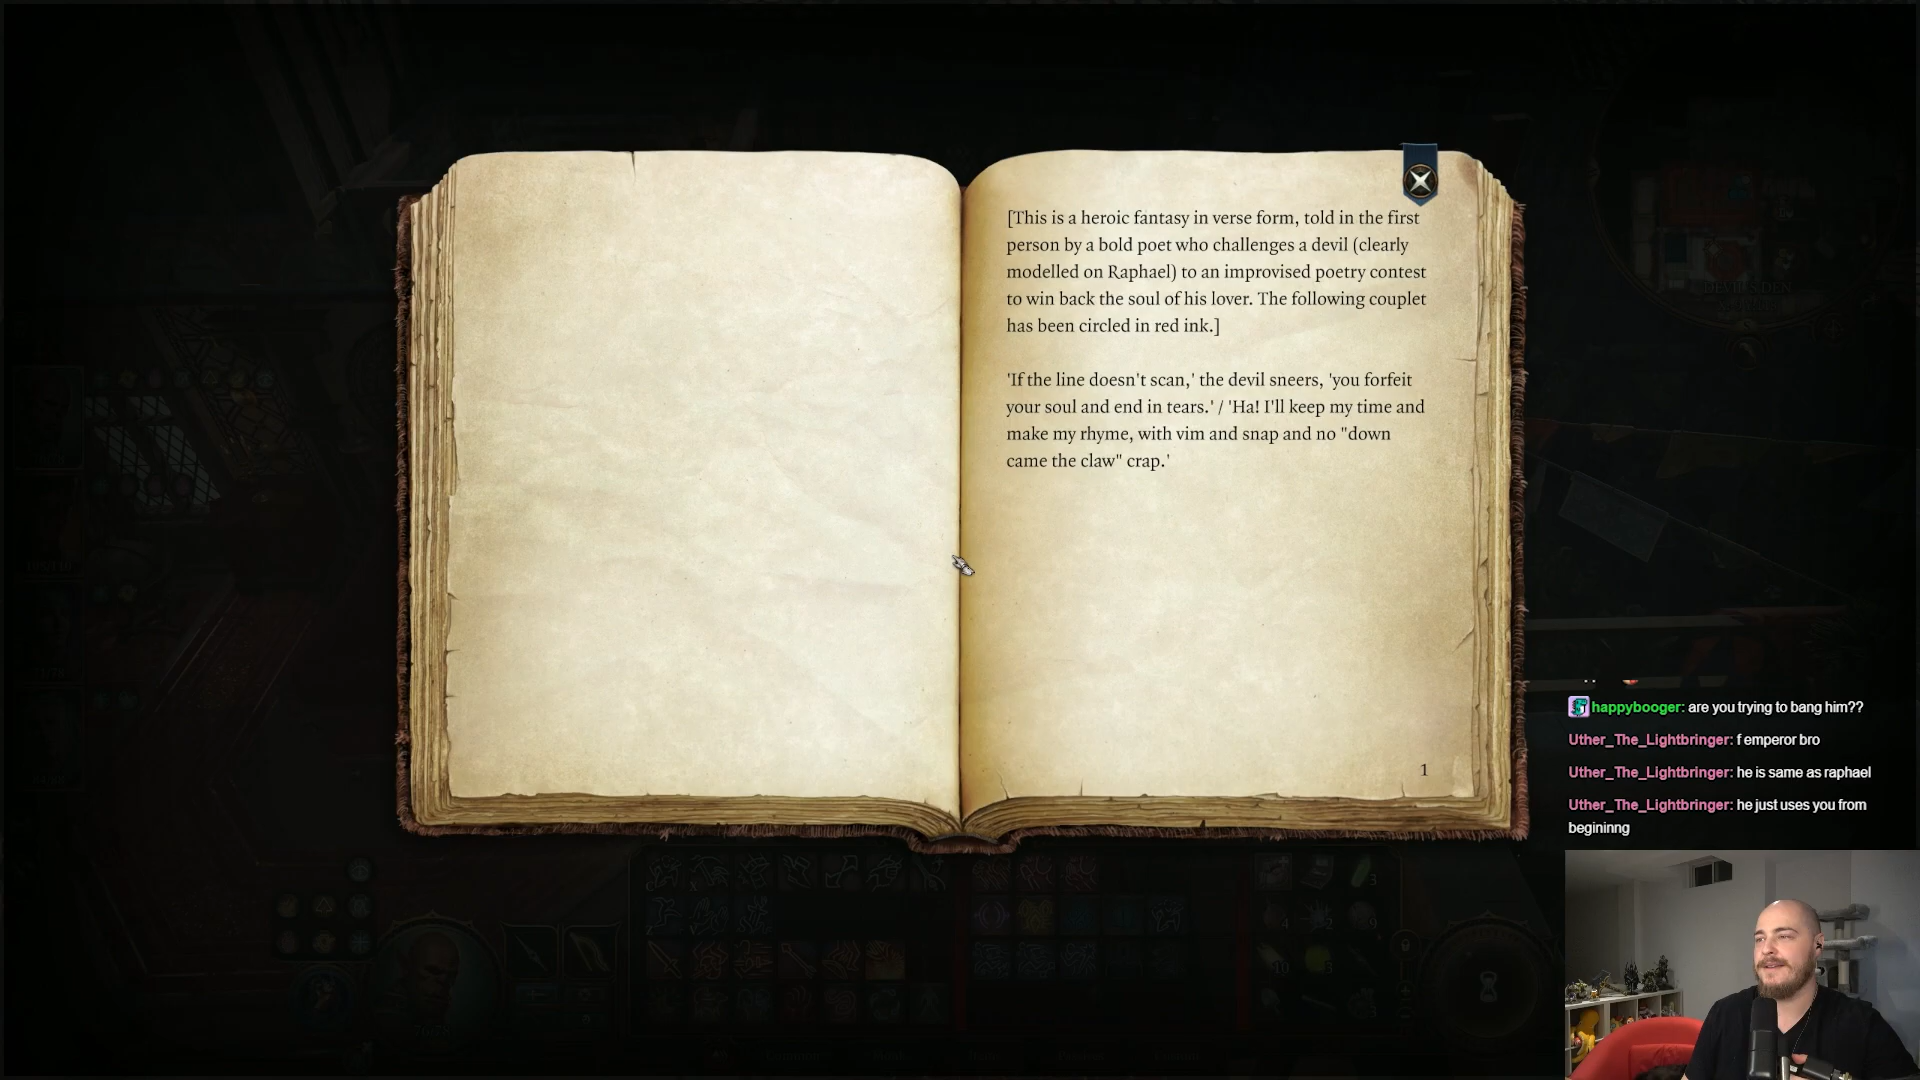 [This is a heroic fantasy in verse form, told in the first
person by a bold poet who challenges a devil (clearly
modelled on Raphael) to an improvised poetry contest
to win back the soul of his lover. The following couplet
has been circled in red ink.]
'If the line doesn't scan,' the devil sneers, 'you forfeit
your soul and end in tears.' / 'Ha! I'll keep my time and
make my rhyme, with vim and snap and no "down
came the claw" crap.'
1
happybooger: are you trying to bang him??
Uther_The_Lightbringer: f emperor bro
Uther_The_Lightbringer: he is same as raphael
Uther_The_Lightbringer: he just uses you from
begininng